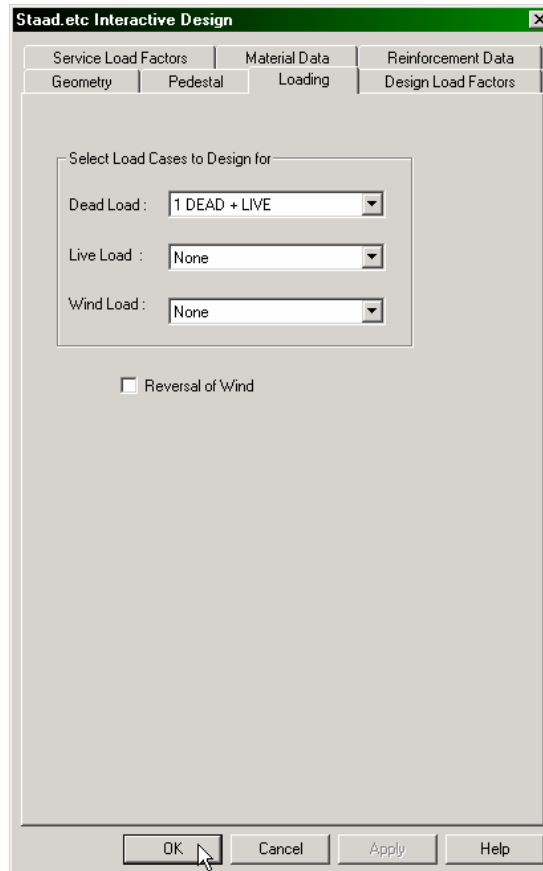 Staad.etc Interactive Design
Service Load Factors Material Data Reinforcement Data
Geometry Pedestal Loading Design Load Factors
Select Load Cases to Design for
Dead Load : 1 DEAD + LIVE
Live Load : None
Wind Load : None
Reversal of Wind
OK Cancel Apply Help